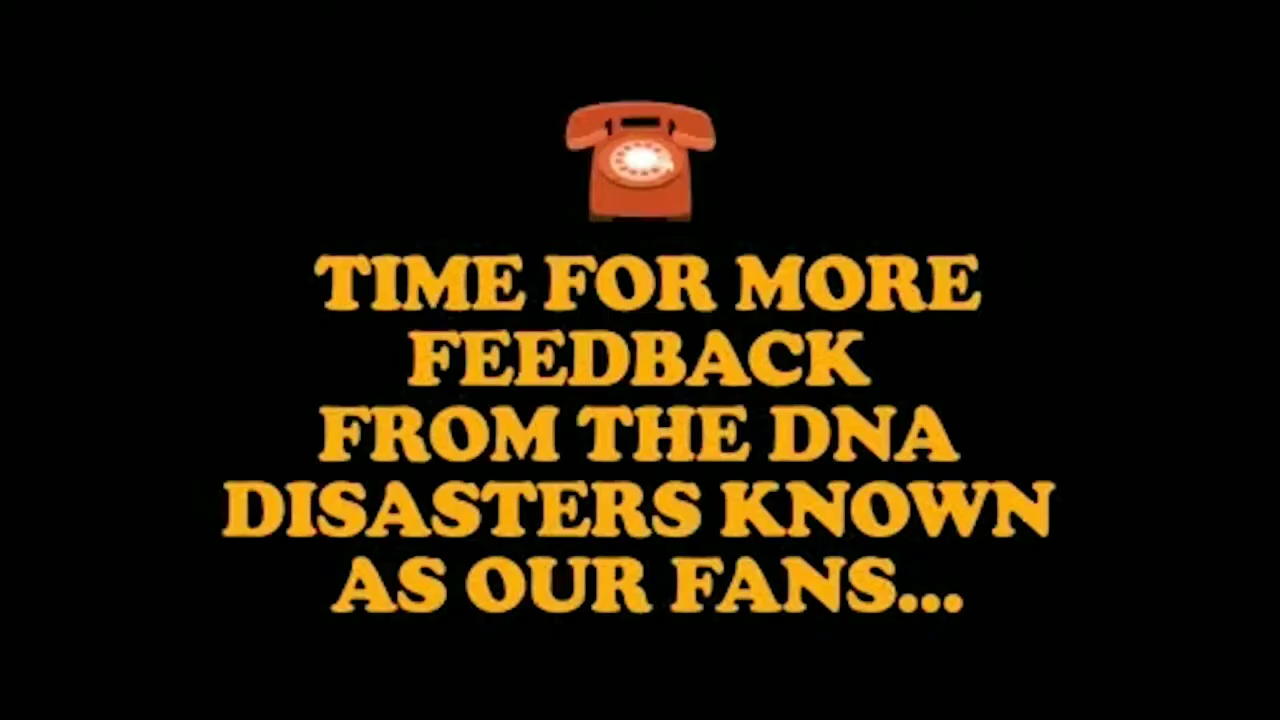 TIME FOR MORE
FEEDBACK
FROM THE DNA
DISASTERS KNOWN
AS OUR FANS...